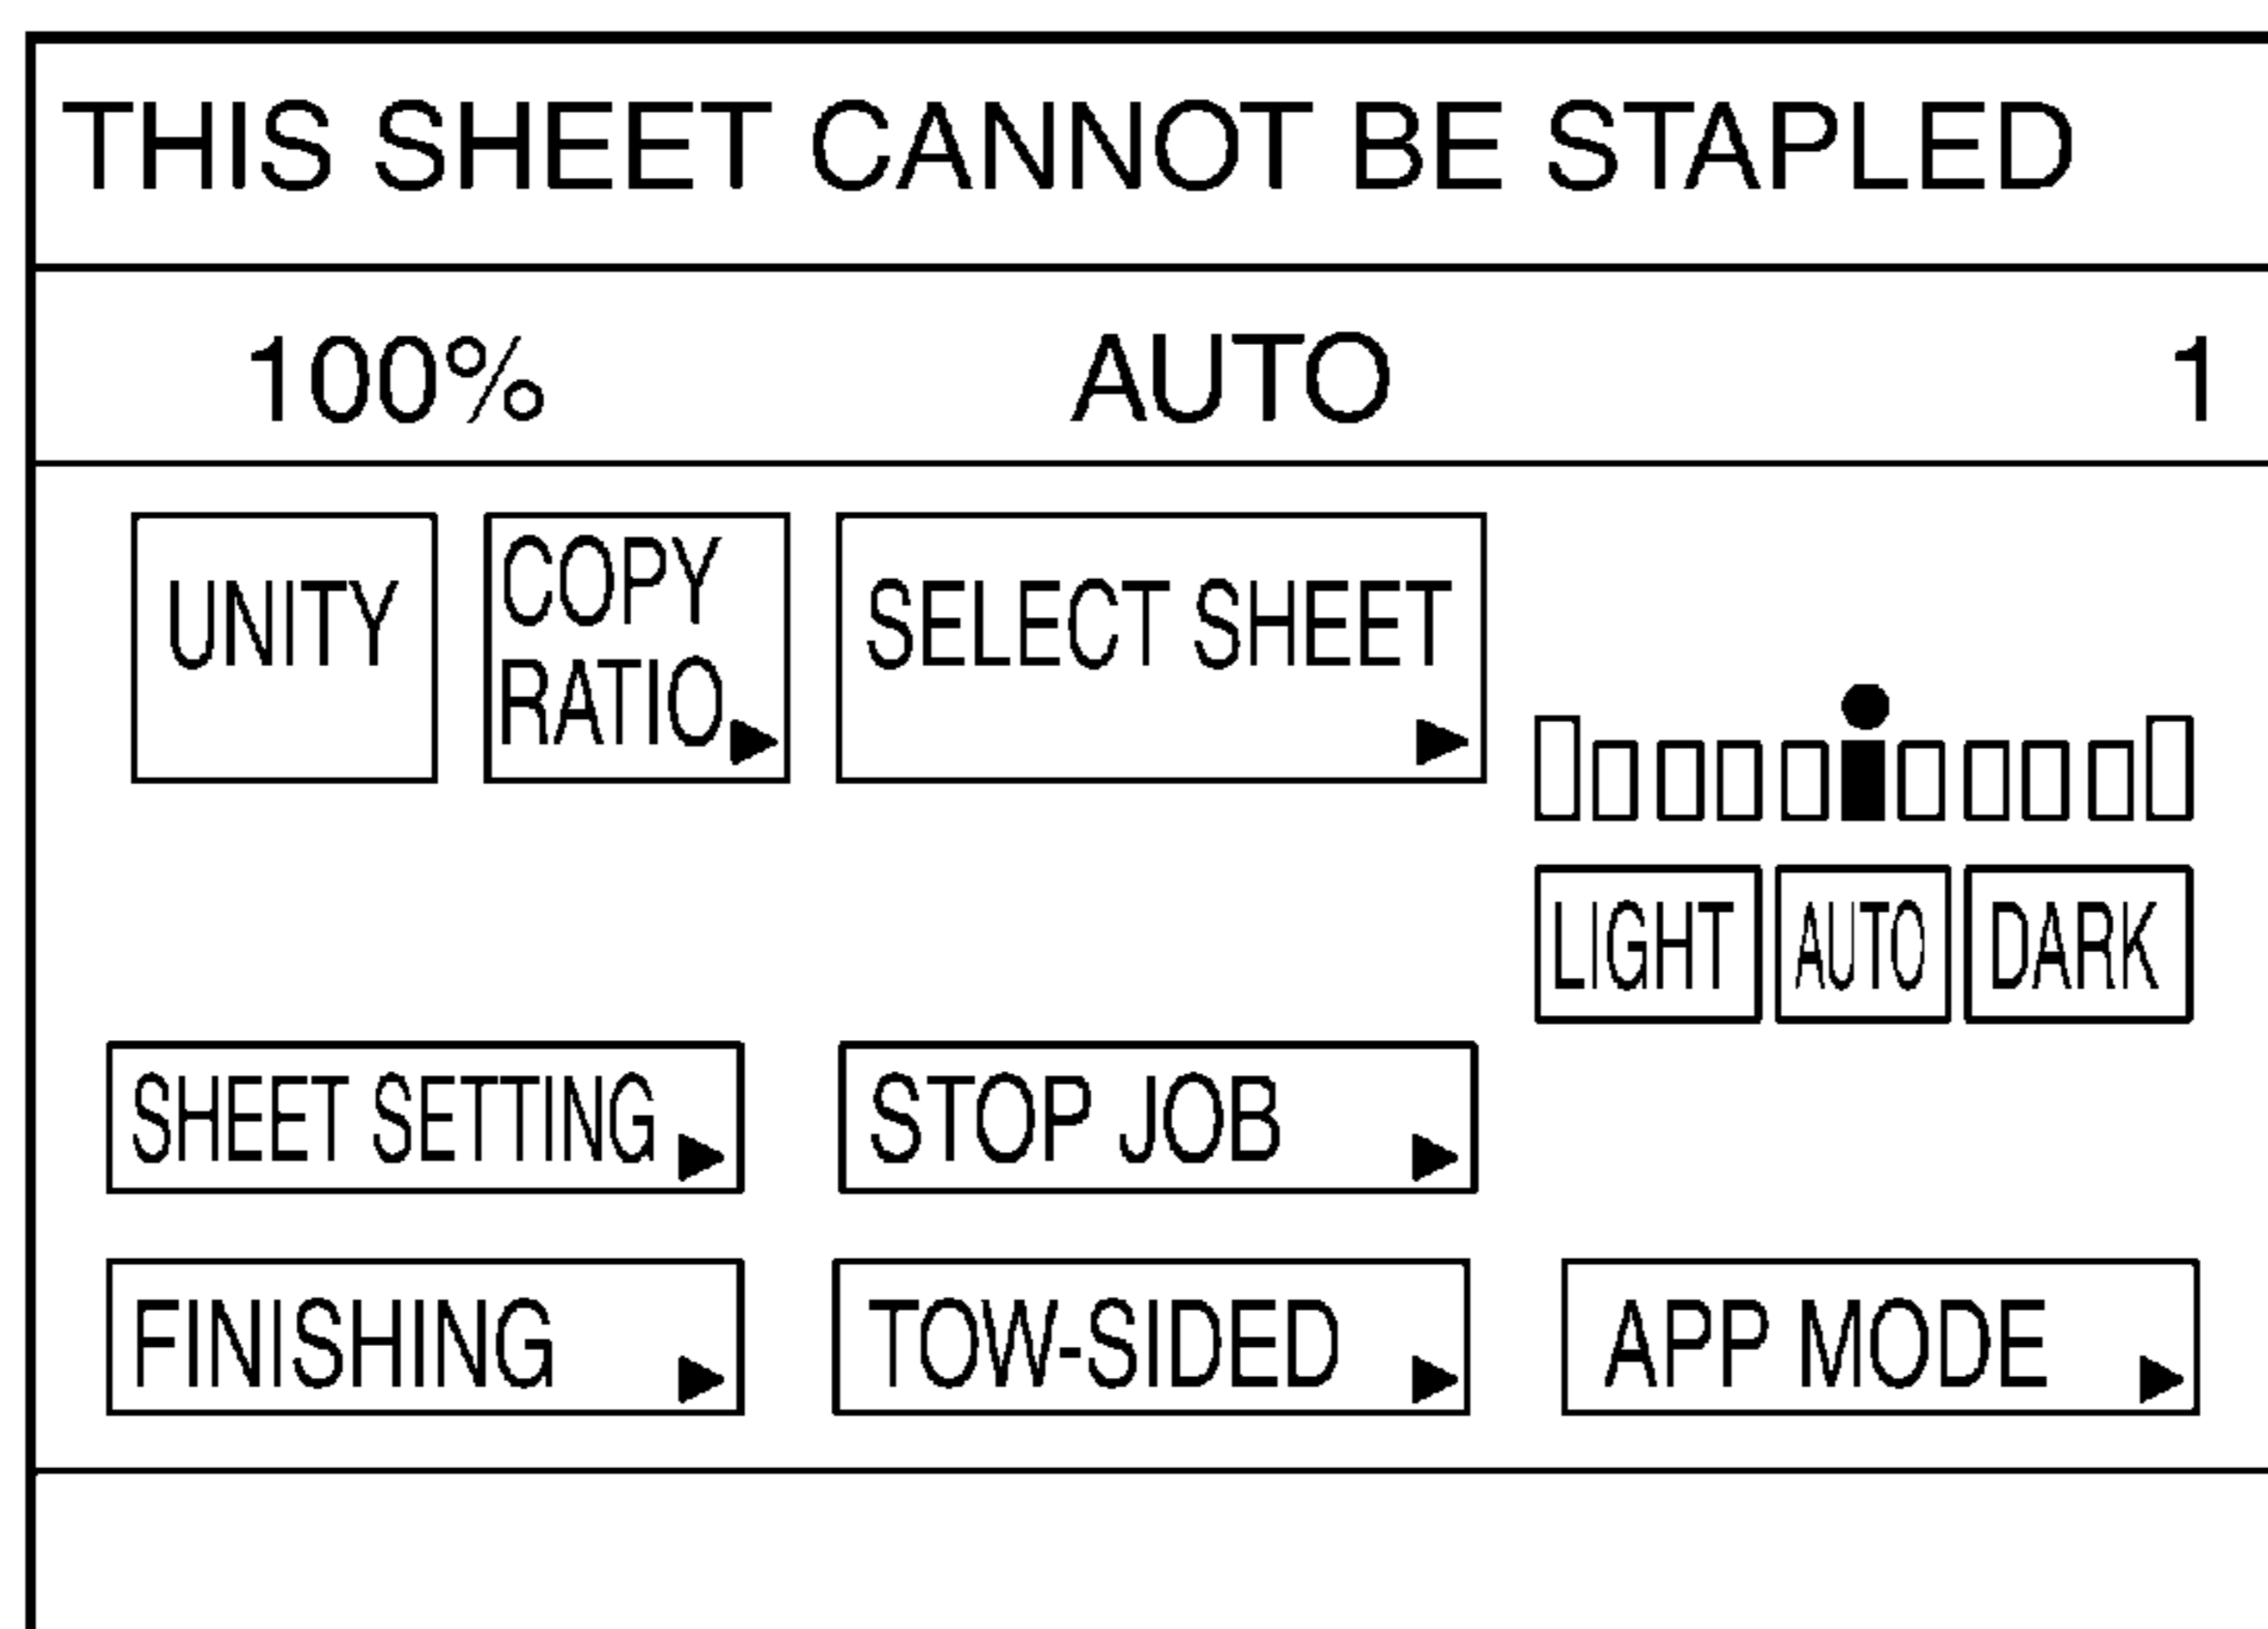 THIS SHEET CANNOT BE STAPLED
100% AUTO 1
UNITY
COPY
RATIO
SELECT SHEET
LIGHT AUTO DARK
SHEET SETTING
STOP JOB
FINISHING
TOW-SIDED
APP MODE